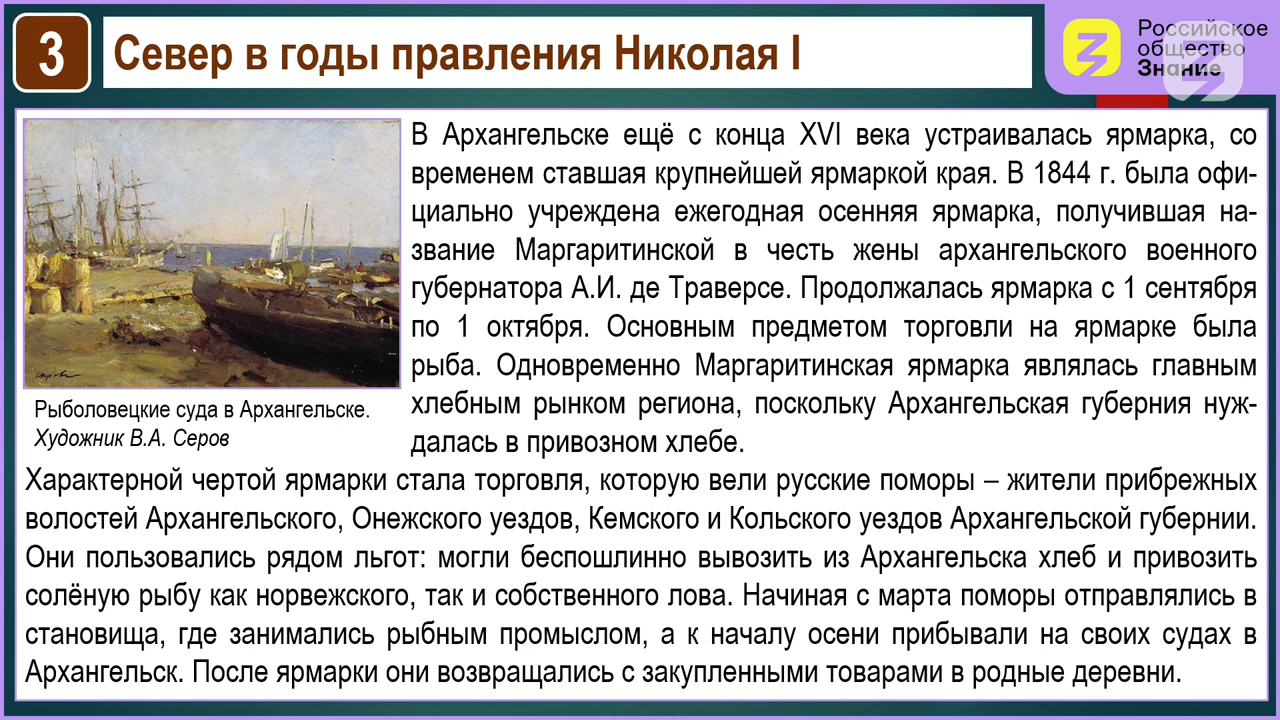 3
Север в годы правления Николая I
Российское
общество
Знание
В Архангельске ещё с конца XVI века устраивалась ярмарка, со
временем ставшая крупнейшей ярмаркой края. В 1844 г. была офи-
циально учреждена ежегодная осенняя ярмарка, получившая на-
звание Маргаритинской в честь жены архангельского военного
губернатора А.И. де Траверсе. Продолжалась ярмарка с 1 сентября
по 1 октября. Основным предметом торговли на ярмарке была
рыба. Одновременно Маргаритинская ярмарка являлась главным
хлебным рынком региона, поскольку Архангельская губерния нуж-
далась в привозном хлебе.
Рыболовецкие суда в Архангельске.
Художник В.А. Серов
Характерной чертой ярмарки стала торговля, которую вели русские поморы – жители прибрежных
волостей Архангельского, Онежского уездов, Кемского и Кольского уездов Архангельской губернии.
Они пользовались рядом льгот: могли беспошлинно вывозить из Архангельска хлеб и привозить
солёную рыбу как норвежского, так и собственного лова. Начиная с марта поморы отправлялись в
становища, где занимались рыбным промыслом, а к началу осени прибывали на своих судах в
Архангельск. После ярмарки они возвращались с закупленными товарами в родные деревни.